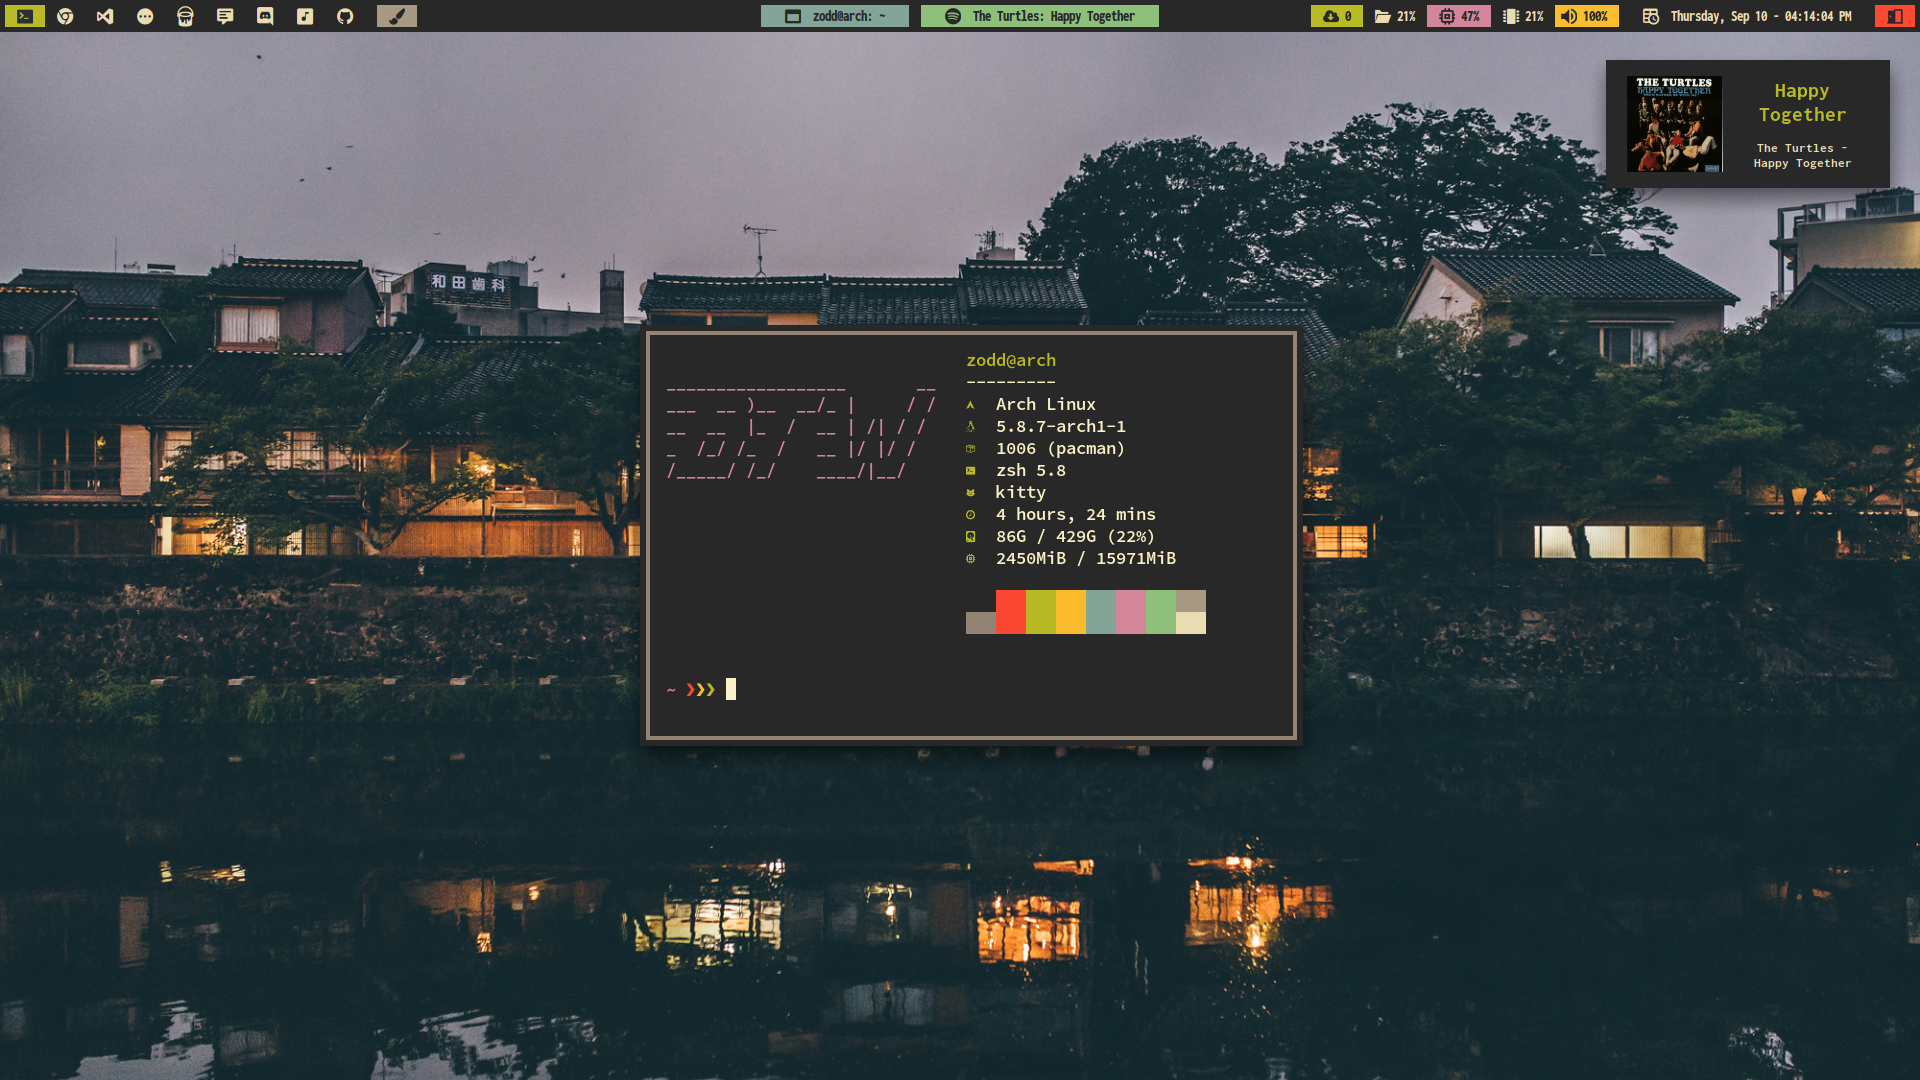 zodd@arch: ~
The Turtles: Happy Together
0
21%
47%
21%
100%
Thursday, Sep 10 - 04:14:04 PM
THE TURTLES
HAPPY TOGETHER
Happy
Together
The Turtles -
Happy Together
和田歯科
zodd@arch
---------
Arch Linux
5.8.7-arch1-1
1006 (pacman)
zsh 5.8
kitty
4 hours, 24 mins
86G / 429G (22%)
2450MiB / 15971MiB
~ ❯❯❯